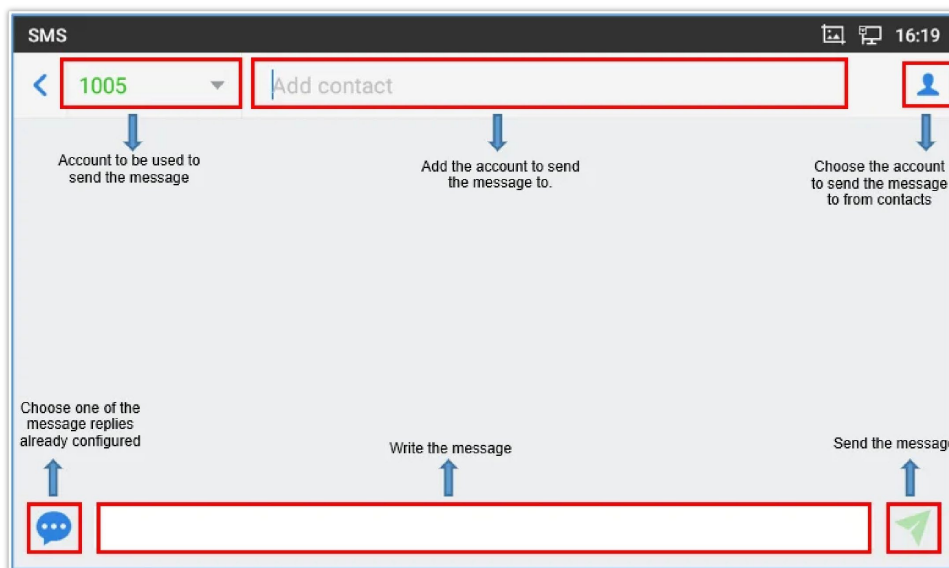 SMS
16:19
1005
Add contact
Account to be used to
send the message
Add the account to send
the message to.
Choose the account
to send the message
to from contacts
Choose one of the
message replies
already configured
Write the message
Send the message